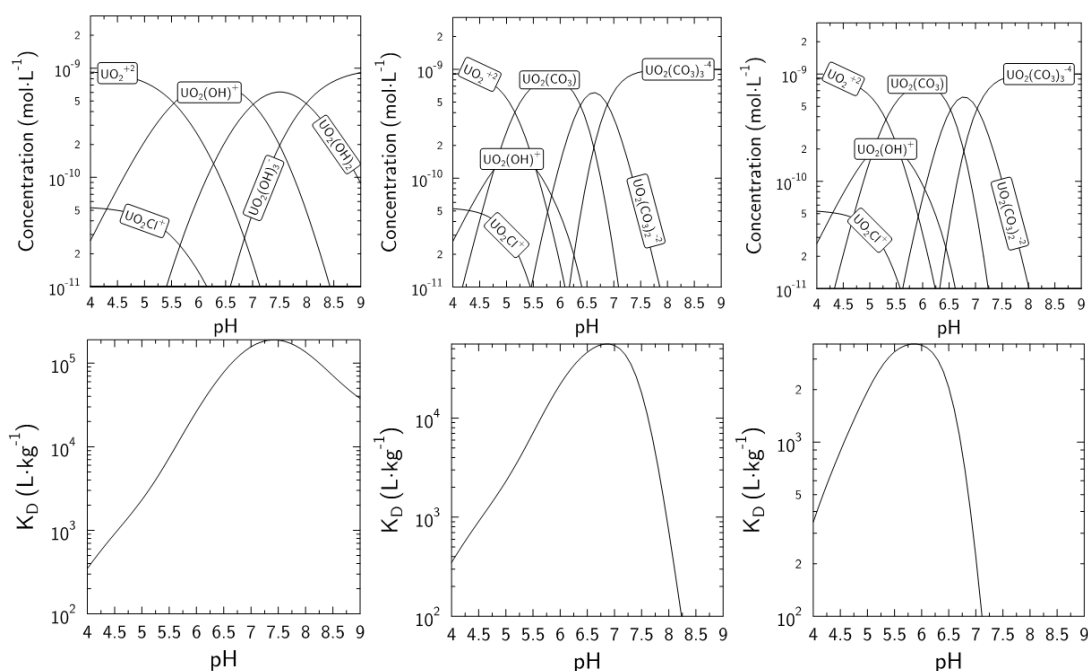 Concentration (mol·L⁻¹)
2
10⁻⁹
5
2
10⁻¹⁰
5
2
10⁻¹¹
UO₂⁺²
UO₂(OH)⁺
UO₂Cl⁺
UO₂(OH)₃⁻
UO₂(OH)₂
4 4.5 5 5.5 6 6.5 7 7.5 8 8.5 9
pH
Concentration (mol·L⁻¹)
2
10⁻⁹
5
2
10⁻¹⁰
5
2
10⁻¹¹
UO₂⁺²
UO₂(CO₃)
UO₂(CO₃)₃⁻⁴
UO₂(OH)⁺
UO₂Cl⁺
UO₂(CO₃)₂⁻²
4 4.5 5 5.5 6 6.5 7 7.5 8 8.5 9
pH
Concentration (mol·L⁻¹)
2
10⁻⁹
5
2
10⁻¹⁰
5
2
10⁻¹¹
UO₂⁺²
UO₂(CO₃)
UO₂(CO₃)₃⁻⁴
UO₂(OH)⁺
UO₂Cl⁺
UO₂(CO₃)₂⁻²
4 4.5 5 5.5 6 6.5 7 7.5 8 8.5 9
pH
K_D (L·kg⁻¹)
10⁵
10⁴
10³
10²
4 4.5 5 5.5 6 6.5 7 7.5 8 8.5 9
pH
K_D (L·kg⁻¹)
10⁴
10³
10²
4 4.5 5 5.5 6 6.5 7 7.5 8 8.5 9
pH
K_D (L·kg⁻¹)
2
10³
5
2
10²
4 4.5 5 5.5 6 6.5 7 7.5 8 8.5 9
pH